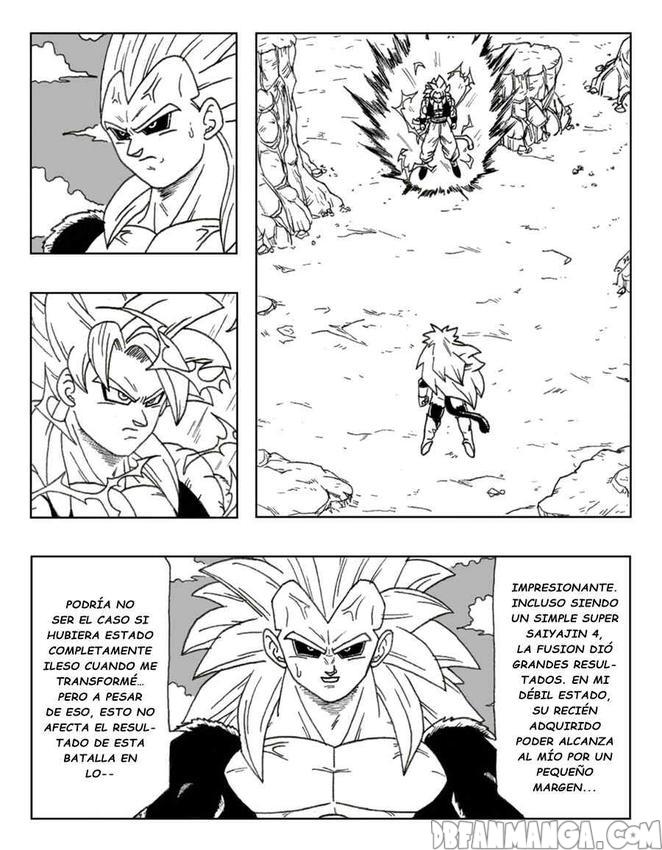 IMPRESIONANTE.
INCLUSO SIENDO
UN SIMPLE SUPER
SAIYAJIN 4,
LA FUSION DIÓ
GRANDES RESUL-
TADOS. EN MI
DÉBIL ESTADO,
SU RECIÉN
ADQUIRIDO
PODER ALCANZA
AL MÍO POR UN
PEQUEÑO
MARGEN...
PODRÍA NO
SER EL CASO SI
HUBIERA ESTADO
COMPLETAMENTE
ILESO CUANDO ME
TRANSFORMÉ...
PERO A PESAR
DE ESO, ESTO NO
AFECTA EL RESUL-
TADO DE ESTA
BATALLA EN
LO--
DBFANMANGA.COM